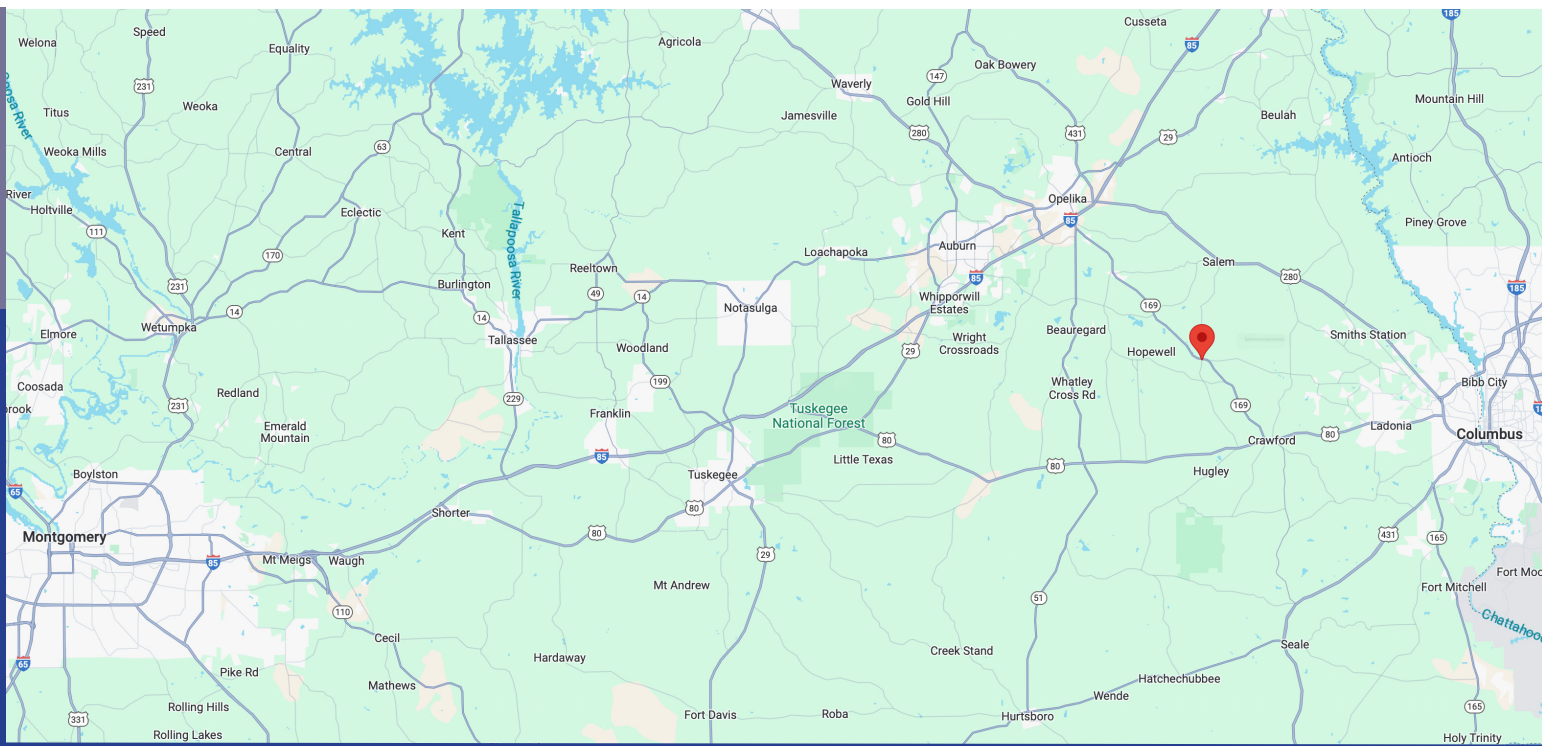 Cusseta
185
Speed
Welona
Agricola
Equality
85
Oak Bowery
147
Waverly
231
Gold Hill
Mountain Hill
Weoka
Titus
Jamesville
Beulah
280
431
29
63
Weoka Mills
Central
Antioch
River
Opelika
Holtville
Eclectic
85
Piney Grove
111
Kent
Tallapoosa River
Auburn
Loachapoka
170
Salem
Reeltown
85
280
Burlington
231
185
49
14
Whipporwill
Estates
169
Notasulga
14
14
Wetumpka
Beauregard
Elmore
Smiths Station
Tallassee
Wright
Crossroads
Woodland
29
Hopewell
Coosada
199
Bibb City
Whatley
Cross Rd
Redland
229
231
169
Franklin
Tuskegee
National Forest
Emerald
Mountain
Ladonia
80
Columbus
80
Crawford
85
Little Texas
80
Boylston
Tuskegee
Hugley
65
80
Shorter
80
431
165
Montgomery
29
85
Mt Meigs
Waugh
Mt Andrew
Fort Mitchell
51
110
Cecil
Seale
Creek Stand
Hardaway
65
Pike Rd
Hatchechubbee
Mathews
Wende
Rolling Hills
165
Fort Davis
Roba
Hurtsboro
331
Rolling Lakes
Holy Trinity